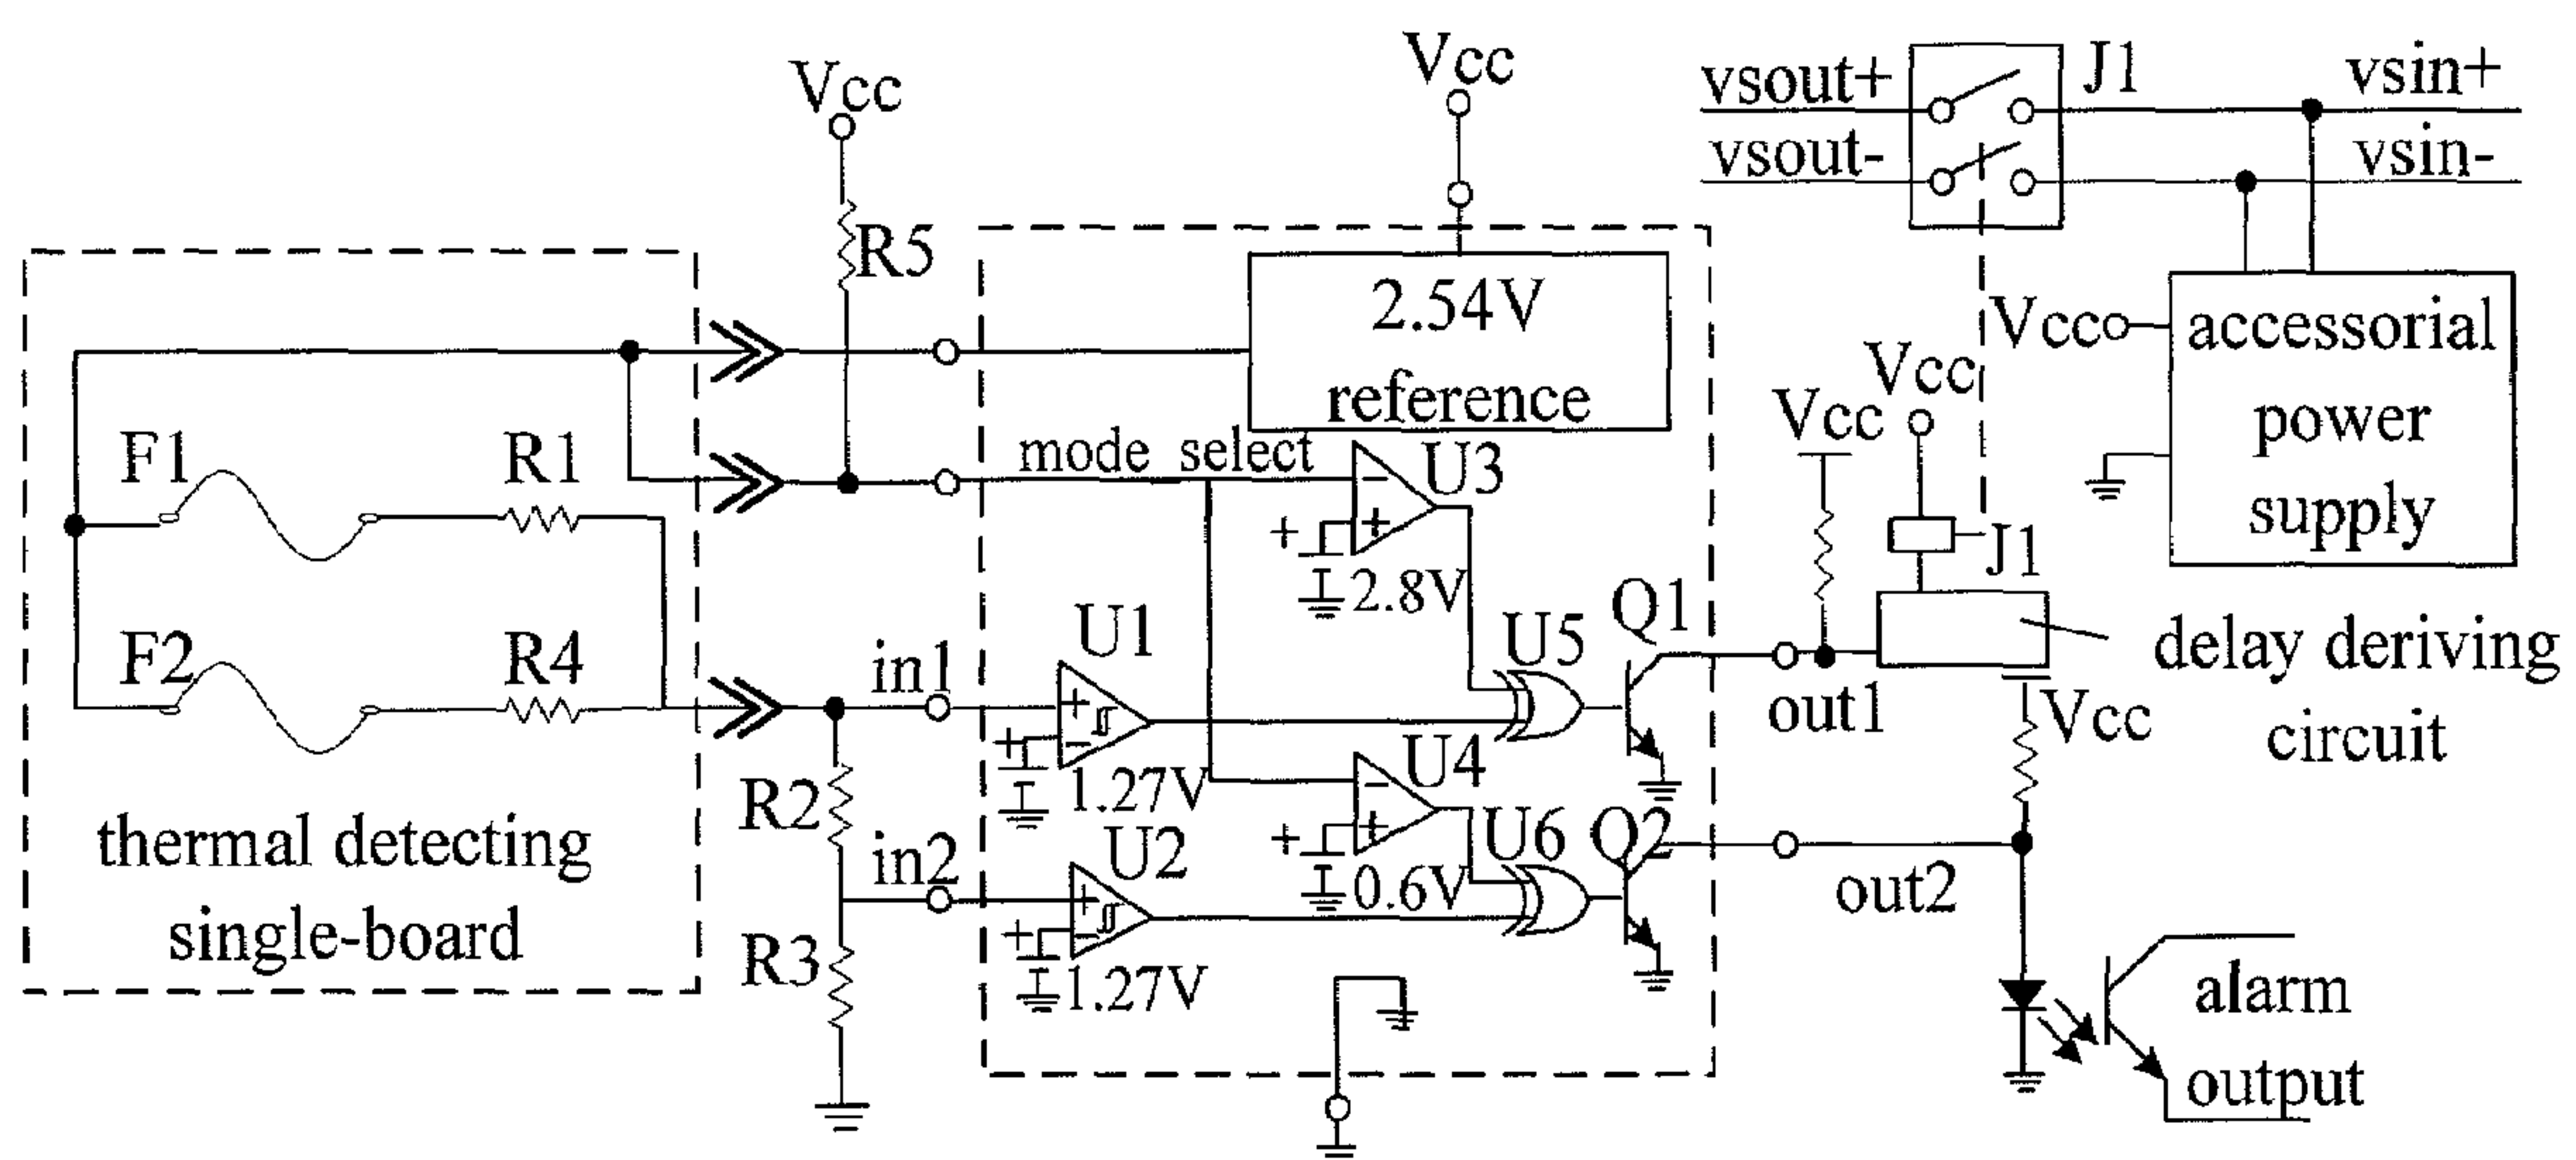 Vcc
Vcc
vsout+
J1
vsin+
vsout-
vsin-
R5
2.54V
reference
Vcc
accessorial
power
supply
Vcc
Vcc
F1
R1
mode select
U3
-
+
+
2.8V
J1
F2
R4
in1
U1
+
-
+
1.27V
U5
Q1
out1
delay deriving
circuit
Vcc
thermal detecting
single-board
R2
in2
U2
+
-
+
1.27V
U4
-
+
+
0.6V
U6
Q2
out2
R3
alarm
output